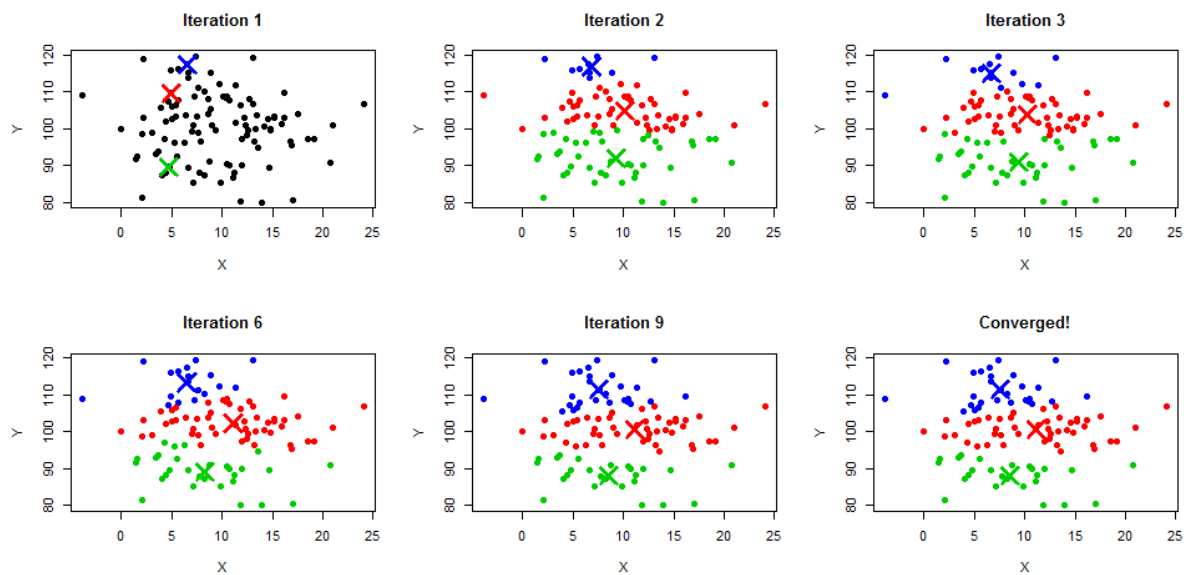 Iteration 1
Y
80 90 100 110 120
0 5 10 15 20 25
X
Iteration 2
Y
80 90 100 110 120
0 5 10 15 20 25
X
Iteration 3
Y
80 90 100 110 120
0 5 10 15 20 25
X
Iteration 6
Y
80 90 100 110 120
0 5 10 15 20 25
X
Iteration 9
Y
80 90 100 110 120
0 5 10 15 20 25
X
Converged!
Y
80 90 100 110 120
0 5 10 15 20 25
X